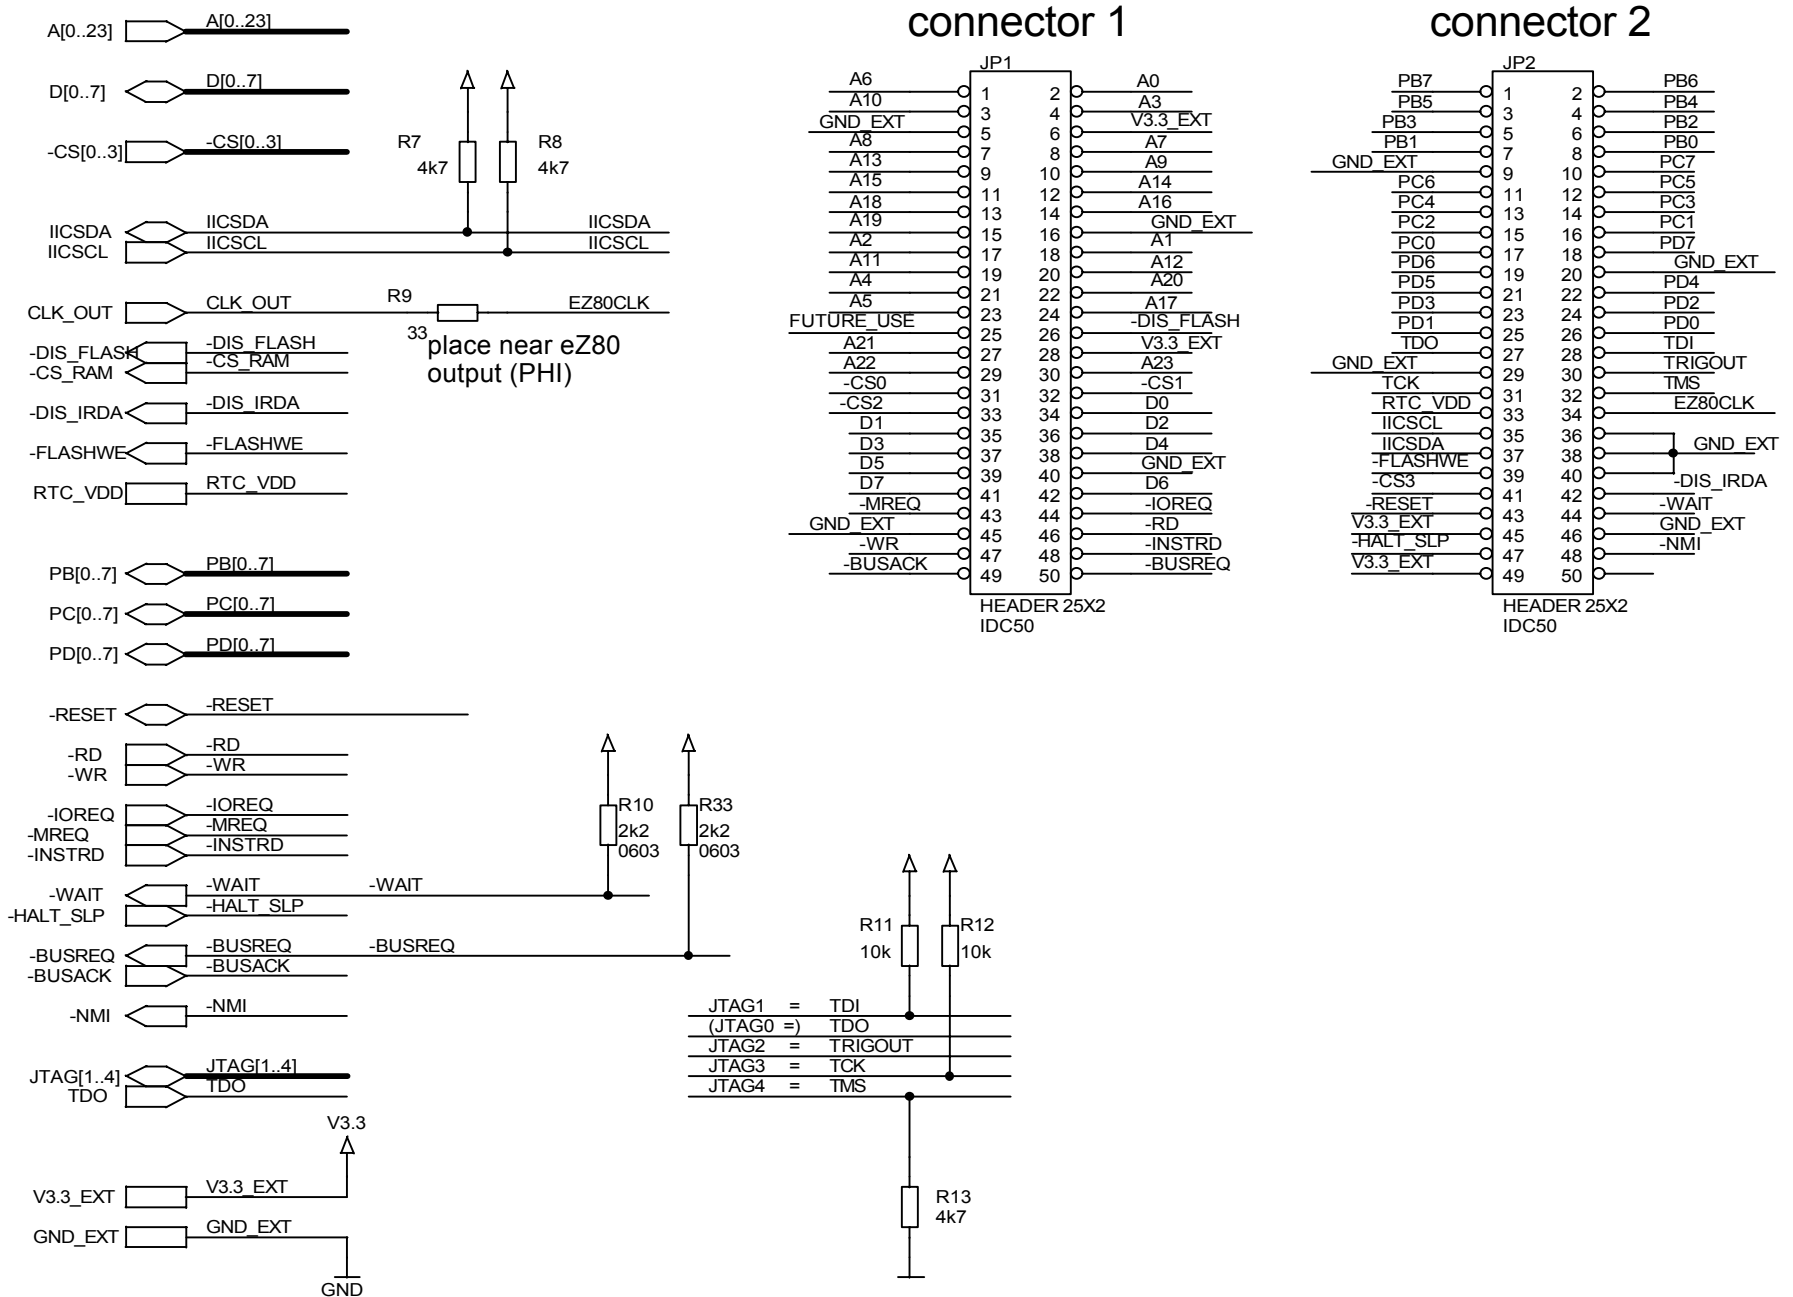 connector 1
connector 2
A[0..23] A[0..23]
D[0..7] D[0..7]
-CS[0..3] -CS[0..3]
R7
4k7
R8
4k7
IICSDA IICSDA IICSDA
IICSCL IICSCL IICSCL
CLK_OUT CLK_OUT R9 EZ80CLK
33
place near eZ80
output (PHI)
-DIS_FLASH -DIS_FLASH
-CS_RAM -CS_RAM
-DIS_IRDA -DIS_IRDA
-FLASHWE -FLASHWE
RTC_VDD RTC_VDD
PB[0..7] PB[0..7]
PC[0..7] PC[0..7]
PD[0..7] PD[0..7]
-RESET -RESET
-RD -RD
-WR -WR
-IOREQ -IOREQ
-MREQ -MREQ
-INSTRD -INSTRD
-WAIT -WAIT -WAIT
-HALT_SLP -HALT_SLP
-BUSREQ -BUSREQ -BUSREQ
-BUSACK -BUSACK
-NMI -NMI
JTAG[1..4] JTAG[1..4]
TDO TDO
V3.3
V3.3_EXT V3.3_EXT
GND_EXT GND_EXT
GND
R10
2k2
0603
R33
2k2
0603
R11
10k
R12
10k
JTAG1 = TDI
(JTAG0 =) TDO
JTAG2 = TRIGOUT
JTAG3 = TCK
JTAG4 = TMS
R13
4k7
JP1
A6 1 2 A0
A10 3 4 A3
GND_EXT 5 6 V3.3_EXT
A8 7 8 A7
A13 9 10 A9
A15 11 12 A14
A18 13 14 A16
A19 15 16 GND_EXT
A2 17 18 A1
A11 19 20 A12
A4 21 22 A20
A5 23 24 A17
FUTURE_USE 25 26 -DIS_FLASH
A21 27 28 V3.3_EXT
A22 29 30 A23
-CS0 31 32 -CS1
-CS2 33 34 D0
D1 35 36 D2
D3 37 38 D4
D5 39 40 GND_EXT
D7 41 42 D6
-MREQ 43 44 -IOREQ
GND_EXT 45 46 -RD
-WR 47 48 -INSTRD
-BUSACK 49 50 -BUSREQ
HEADER 25X2
IDC50
JP2
PB7 1 2 PB6
PB5 3 4 PB4
PB3 5 6 PB2
PB1 7 8 PB0
GND_EXT 9 10 PC7
PC6 11 12 PC5
PC4 13 14 PC3
PC2 15 16 PC1
PC0 17 18 PD7
PD6 19 20 GND_EXT
PD5 21 22 PD4
PD3 23 24 PD2
PD1 25 26 PD0
TDO 27 28 TDI
GND_EXT 29 30 TRIGOUT
TCK 31 32 TMS
RTC_VDD 33 34 EZ80CLK
IICSCL 35 36
IICSDA 37 38 GND_EXT
-FLASHWE 39 40
-CS3 41 42 -DIS_IRDA
-RESET 43 44 -WAIT
V3.3_EXT 45 46 GND_EXT
-HALT_SLP 47 48 -NMI
V3.3_EXT 49 50
HEADER 25X2
IDC50